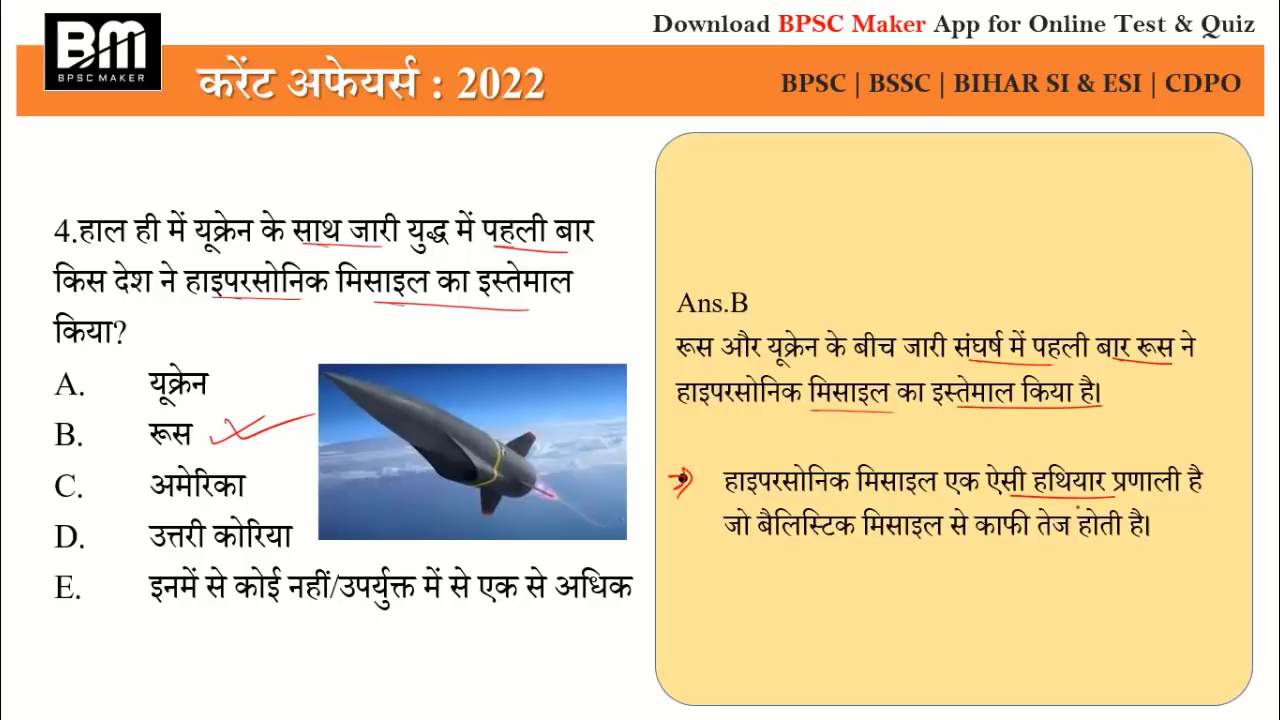 Download BPSC Maker App for Online Test & Quiz
BM
BPSC MAKER
करेंट अफेयर्स : 2022
BPSC | BSSC | BIHAR SI & ESI | CDPO
4.हाल ही में यूक्रेन के साथ जारी युद्ध में पहली बार
किस देश ने हाइपरसोनिक मिसाइल का इस्तेमाल
किया?
A. यूक्रेन
B. रूस
C. अमेरिका
D. उत्तरी कोरिया
E. इनमें से कोई नहीं/उपर्युक्त में से एक से अधिक
Ans.B
रूस और यूक्रेन के बीच जारी संघर्ष में पहली बार रूस ने
हाइपरसोनिक मिसाइल का इस्तेमाल किया है।
हाइपरसोनिक मिसाइल एक ऐसी हथियार प्रणाली है
जो बैलिस्टिक मिसाइल से काफी तेज होती है।